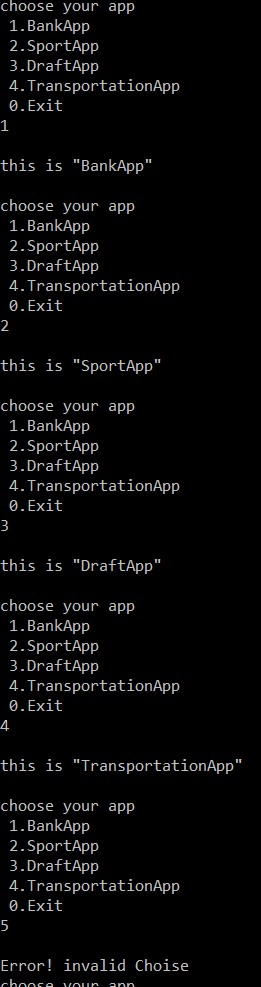 choose your app
1.BankApp
2.SportApp
3.DraftApp
4.TransportationApp
0.Exit
1
this is "BankApp"
choose your app
1.BankApp
2.SportApp
3.DraftApp
4.TransportationApp
0.Exit
2
this is "SportApp"
choose your app
1.BankApp
2.SportApp
3.DraftApp
4.TransportationApp
0.Exit
3
this is "DraftApp"
choose your app
1.BankApp
2.SportApp
3.DraftApp
4.TransportationApp
0.Exit
4
this is "TransportationApp"
choose your app
1.BankApp
2.SportApp
3.DraftApp
4.TransportationApp
0.Exit
5
Error! invalid Choise
choose your app